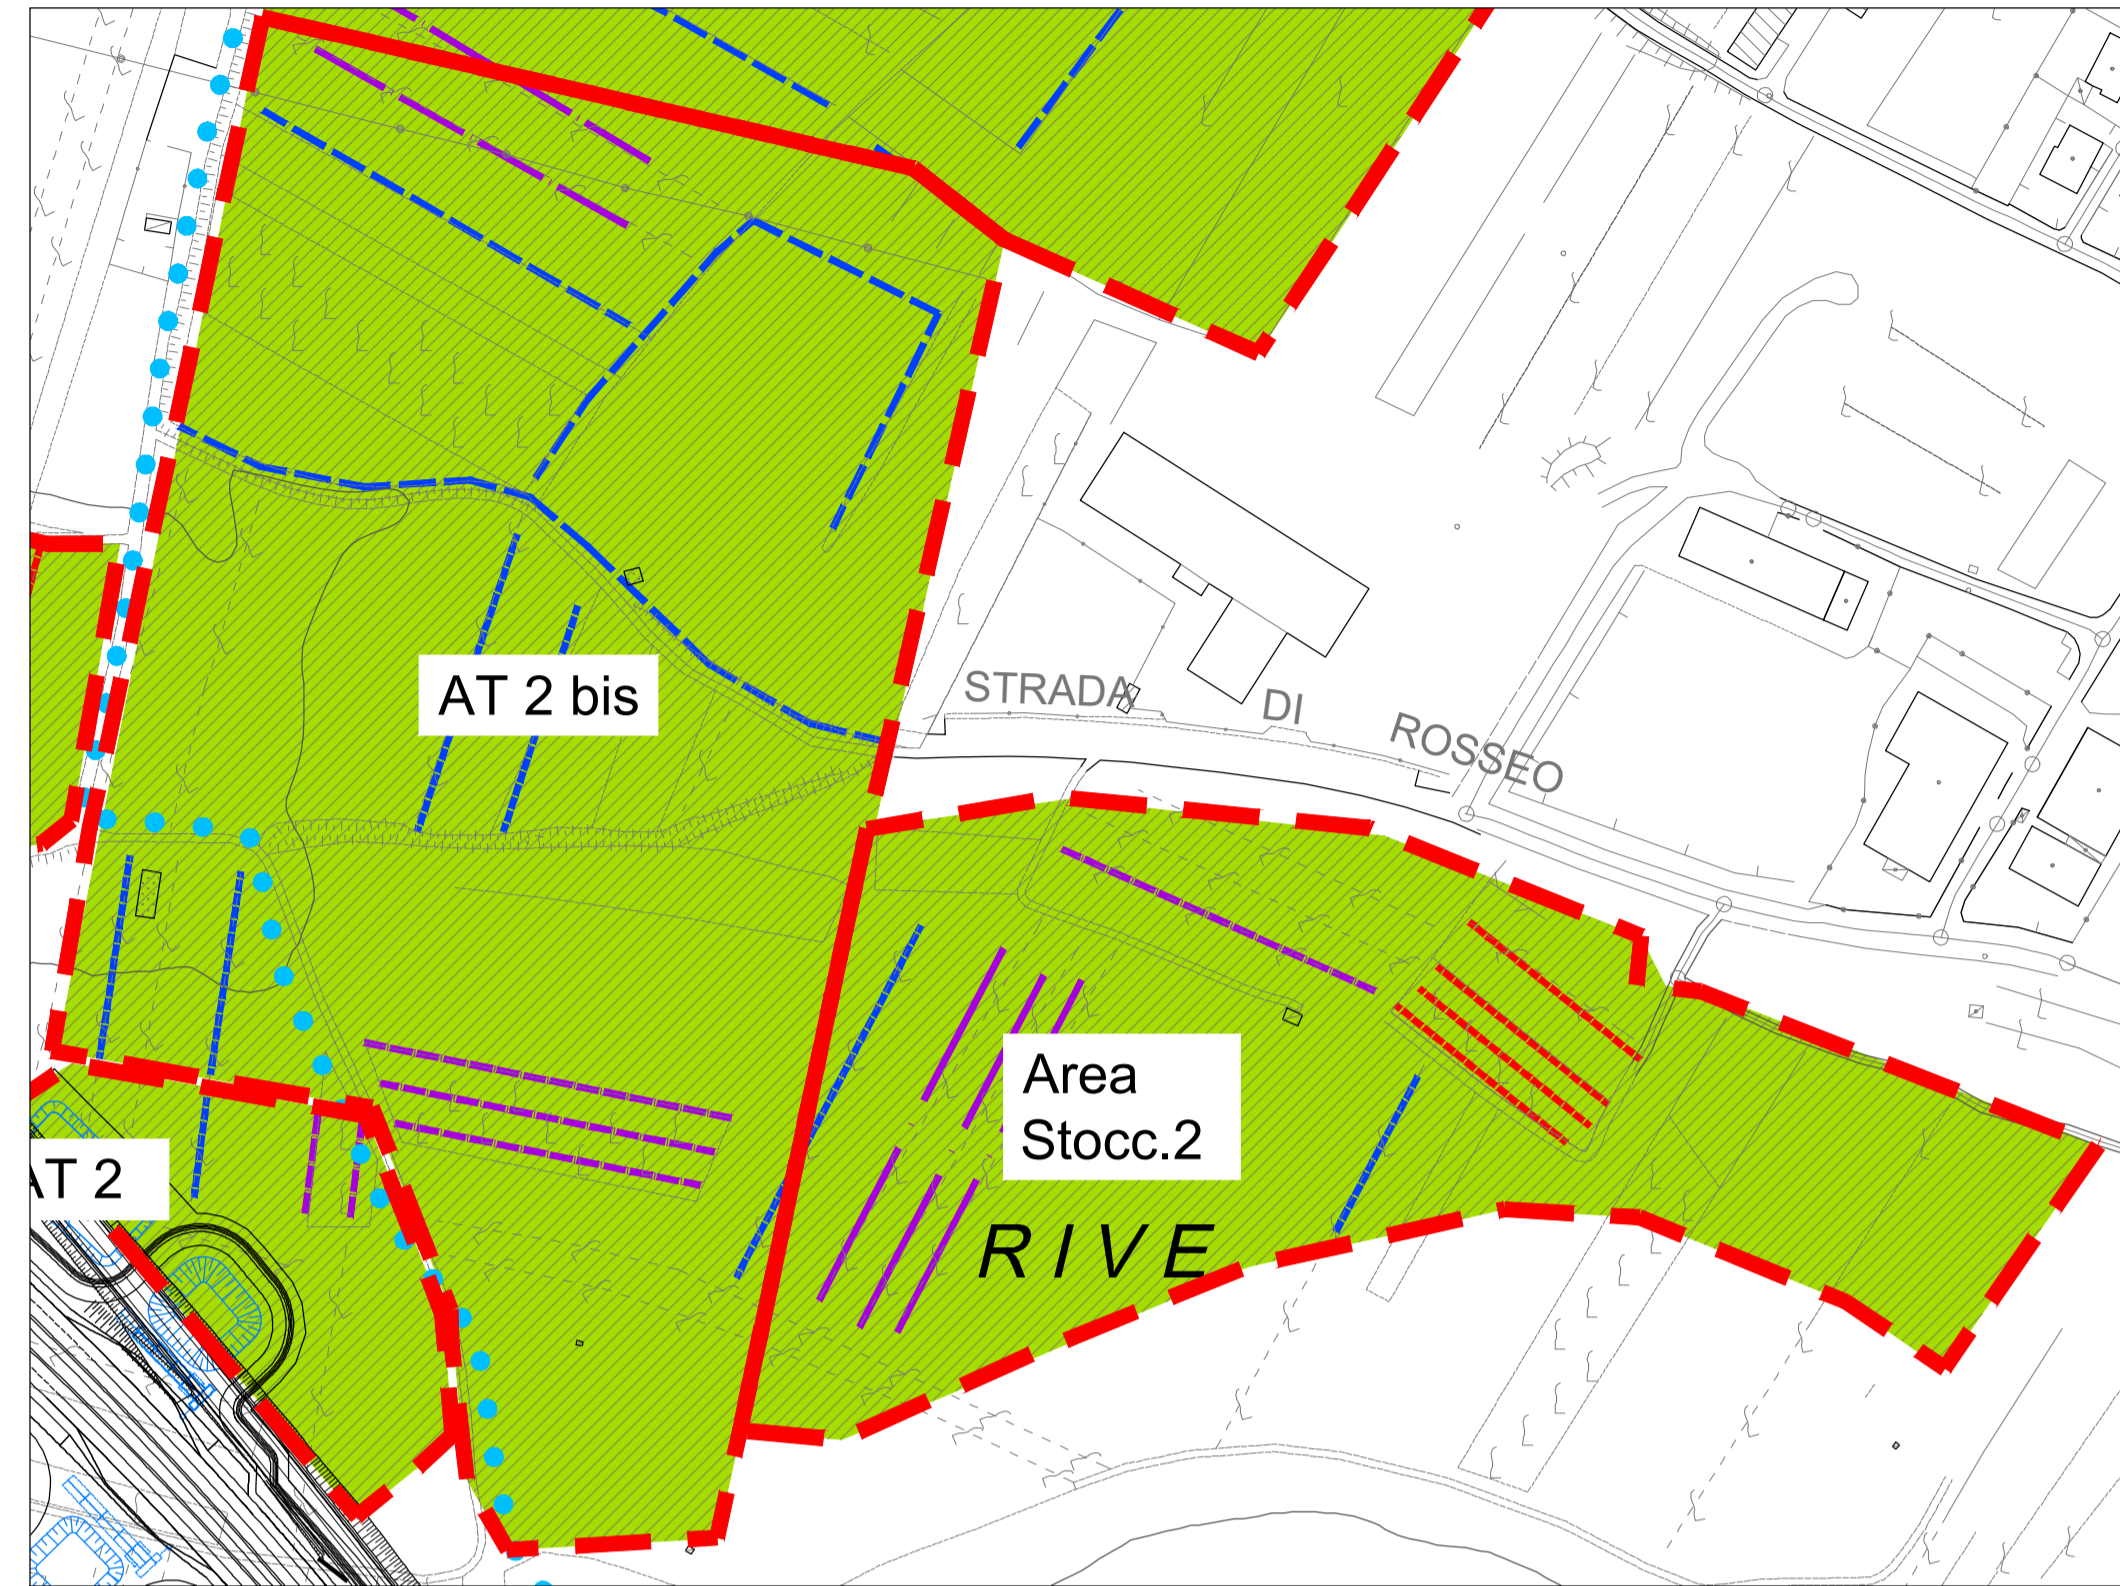 AT 2 bis
STRADA DI ROSSEO
Area
Stocc.2
AT 2
RIVE